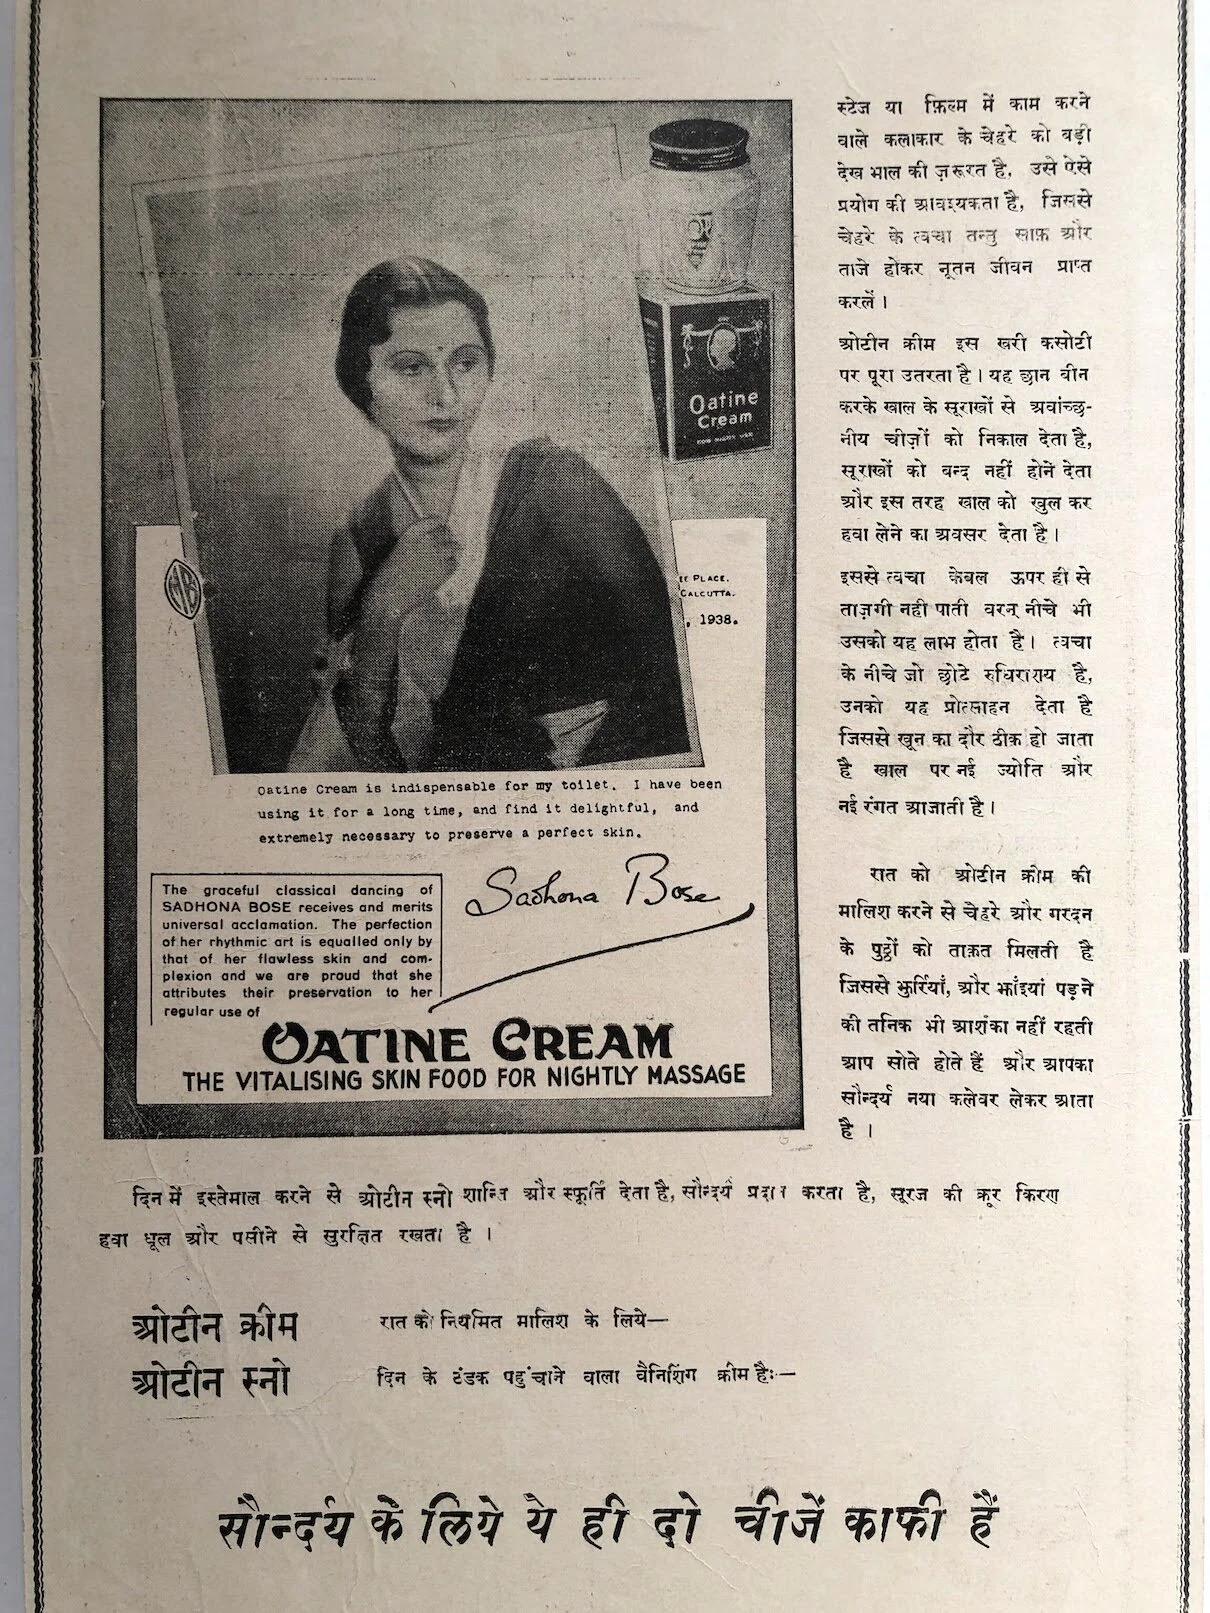 Oatine
Cream
MB
EE PLACE.
CALCUTTA.
, 1938.
Oatine Cream is indispensable for my toilet. I have been
using it for a long time, and find it delightful, and
extremely necessary to preserve a perfect skin.
Sadhona Bose
The graceful classical dancing of
SADHONA BOSE receives and merits
universal acclamation. The perfection
of her rhythmic art is equalled only by
that of her flawless skin and com-
plexion and we are proud that she
attributes their preservation to her
regular use of
OATINE CREAM
THE VITALISING SKIN FOOD FOR NIGHTLY MASSAGE
स्टेज या फ़िल्म में काम करने
वाले कलाकार के चेहरे को बड़ी
देख भाल की ज़रूरत है, उसे ऐसे
प्रयोग की आवश्यकता है, जिससे
चेहरे के त्वचा तन्तु साफ़ और
ताजे होकर नूतन जीवन प्राप्त
करलें ।
ओटीन क्रीम इस खरी कसोटी
पर पूरा उतरता है । यह छान बीन
करके खाल के सूराखों से अवांच्छ-
नीय चीज़ों को निकाल देता है,
सूराखों को बन्द नहीं होनें देता
और इस तरह खाल को खुल कर
हवा लेने का अवसर देता है ।
इससे त्वचा केवल ऊपर ही से
ताज़गी नही पाती वरन् नीचे भी
उसको यह लाभ होता है । त्वचा
के नीचे जो छोटे रुधिराशय है,
उनको यह प्रोत्साहन देता है
जिससे खून का दौर ठीक हो जाता
है खाल पर नई ज्योति और
नई रंगत आजाती है ।
रात को ओटीन क्रीम की
मालिश करने से चेहरे और गरदन
के पुट्ठों को ताक़त मिलती है
जिससे झुर्रियाँ, और झांइयां पड़ने
की तनिक भी आशंका नहीं रहती
आप सोते होते हैं और आपका
सौन्दर्य नया कलेवर लेकर आता
है ।
दिन में इस्तेमाल करने से ओटीन स्नो शान्ति और स्फूर्ति देता है, सौन्दर्य प्रदान करता है, सूरज की क्रूर किरण
हवा धूल और पसीने से सुरक्षित रखता है ।
ओटीन क्रीम रात को नियमित मालिश के लिये—
ओटीन स्नो दिन के टंडक पहुंचाने वाला वैनिशिंग क्रीम है:—
सौन्दर्य के लिये ये ही दो चीजें काफी हैं